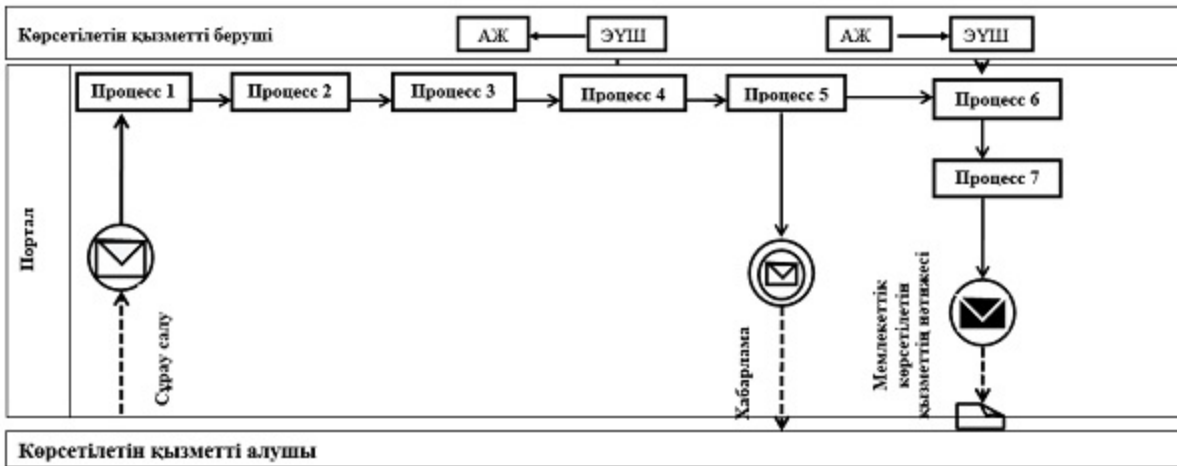 Көрсетілетін қызметті беруші
АЖ
ЭҮШ
АЖ
ЭҮШ
Портал
Процесс 1
Процесс 2
Процесс 3
Процесс 4
Процесс 5
Процесс 6
Процесс 7
Сұрау салу
Хабарлама
Мемлекеттік
көрсетілетін
қызметтің нәтижесі
Көрсетілетін қызметті алушы